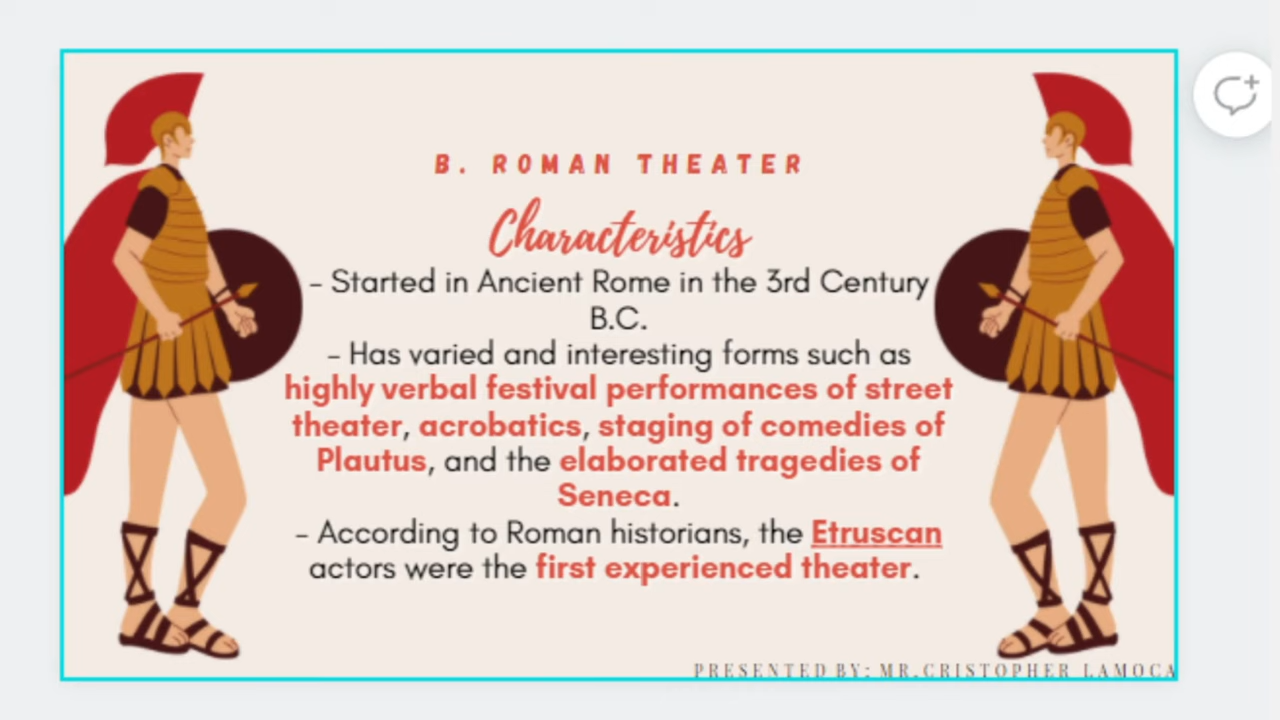 B. ROMAN THEATER
Characteristics
- Started in Ancient Rome in the 3rd Century
B.C.
- Has varied and interesting forms such as
highly verbal festival performances of street
theater, acrobatics, staging of comedies of
Plautus, and the elaborated tragedies of
Seneca.
- According to Roman historians, the Etruscan
actors were the first experienced theater.
PRESENTED BY: MR.CRISTOPHER LAMOCA